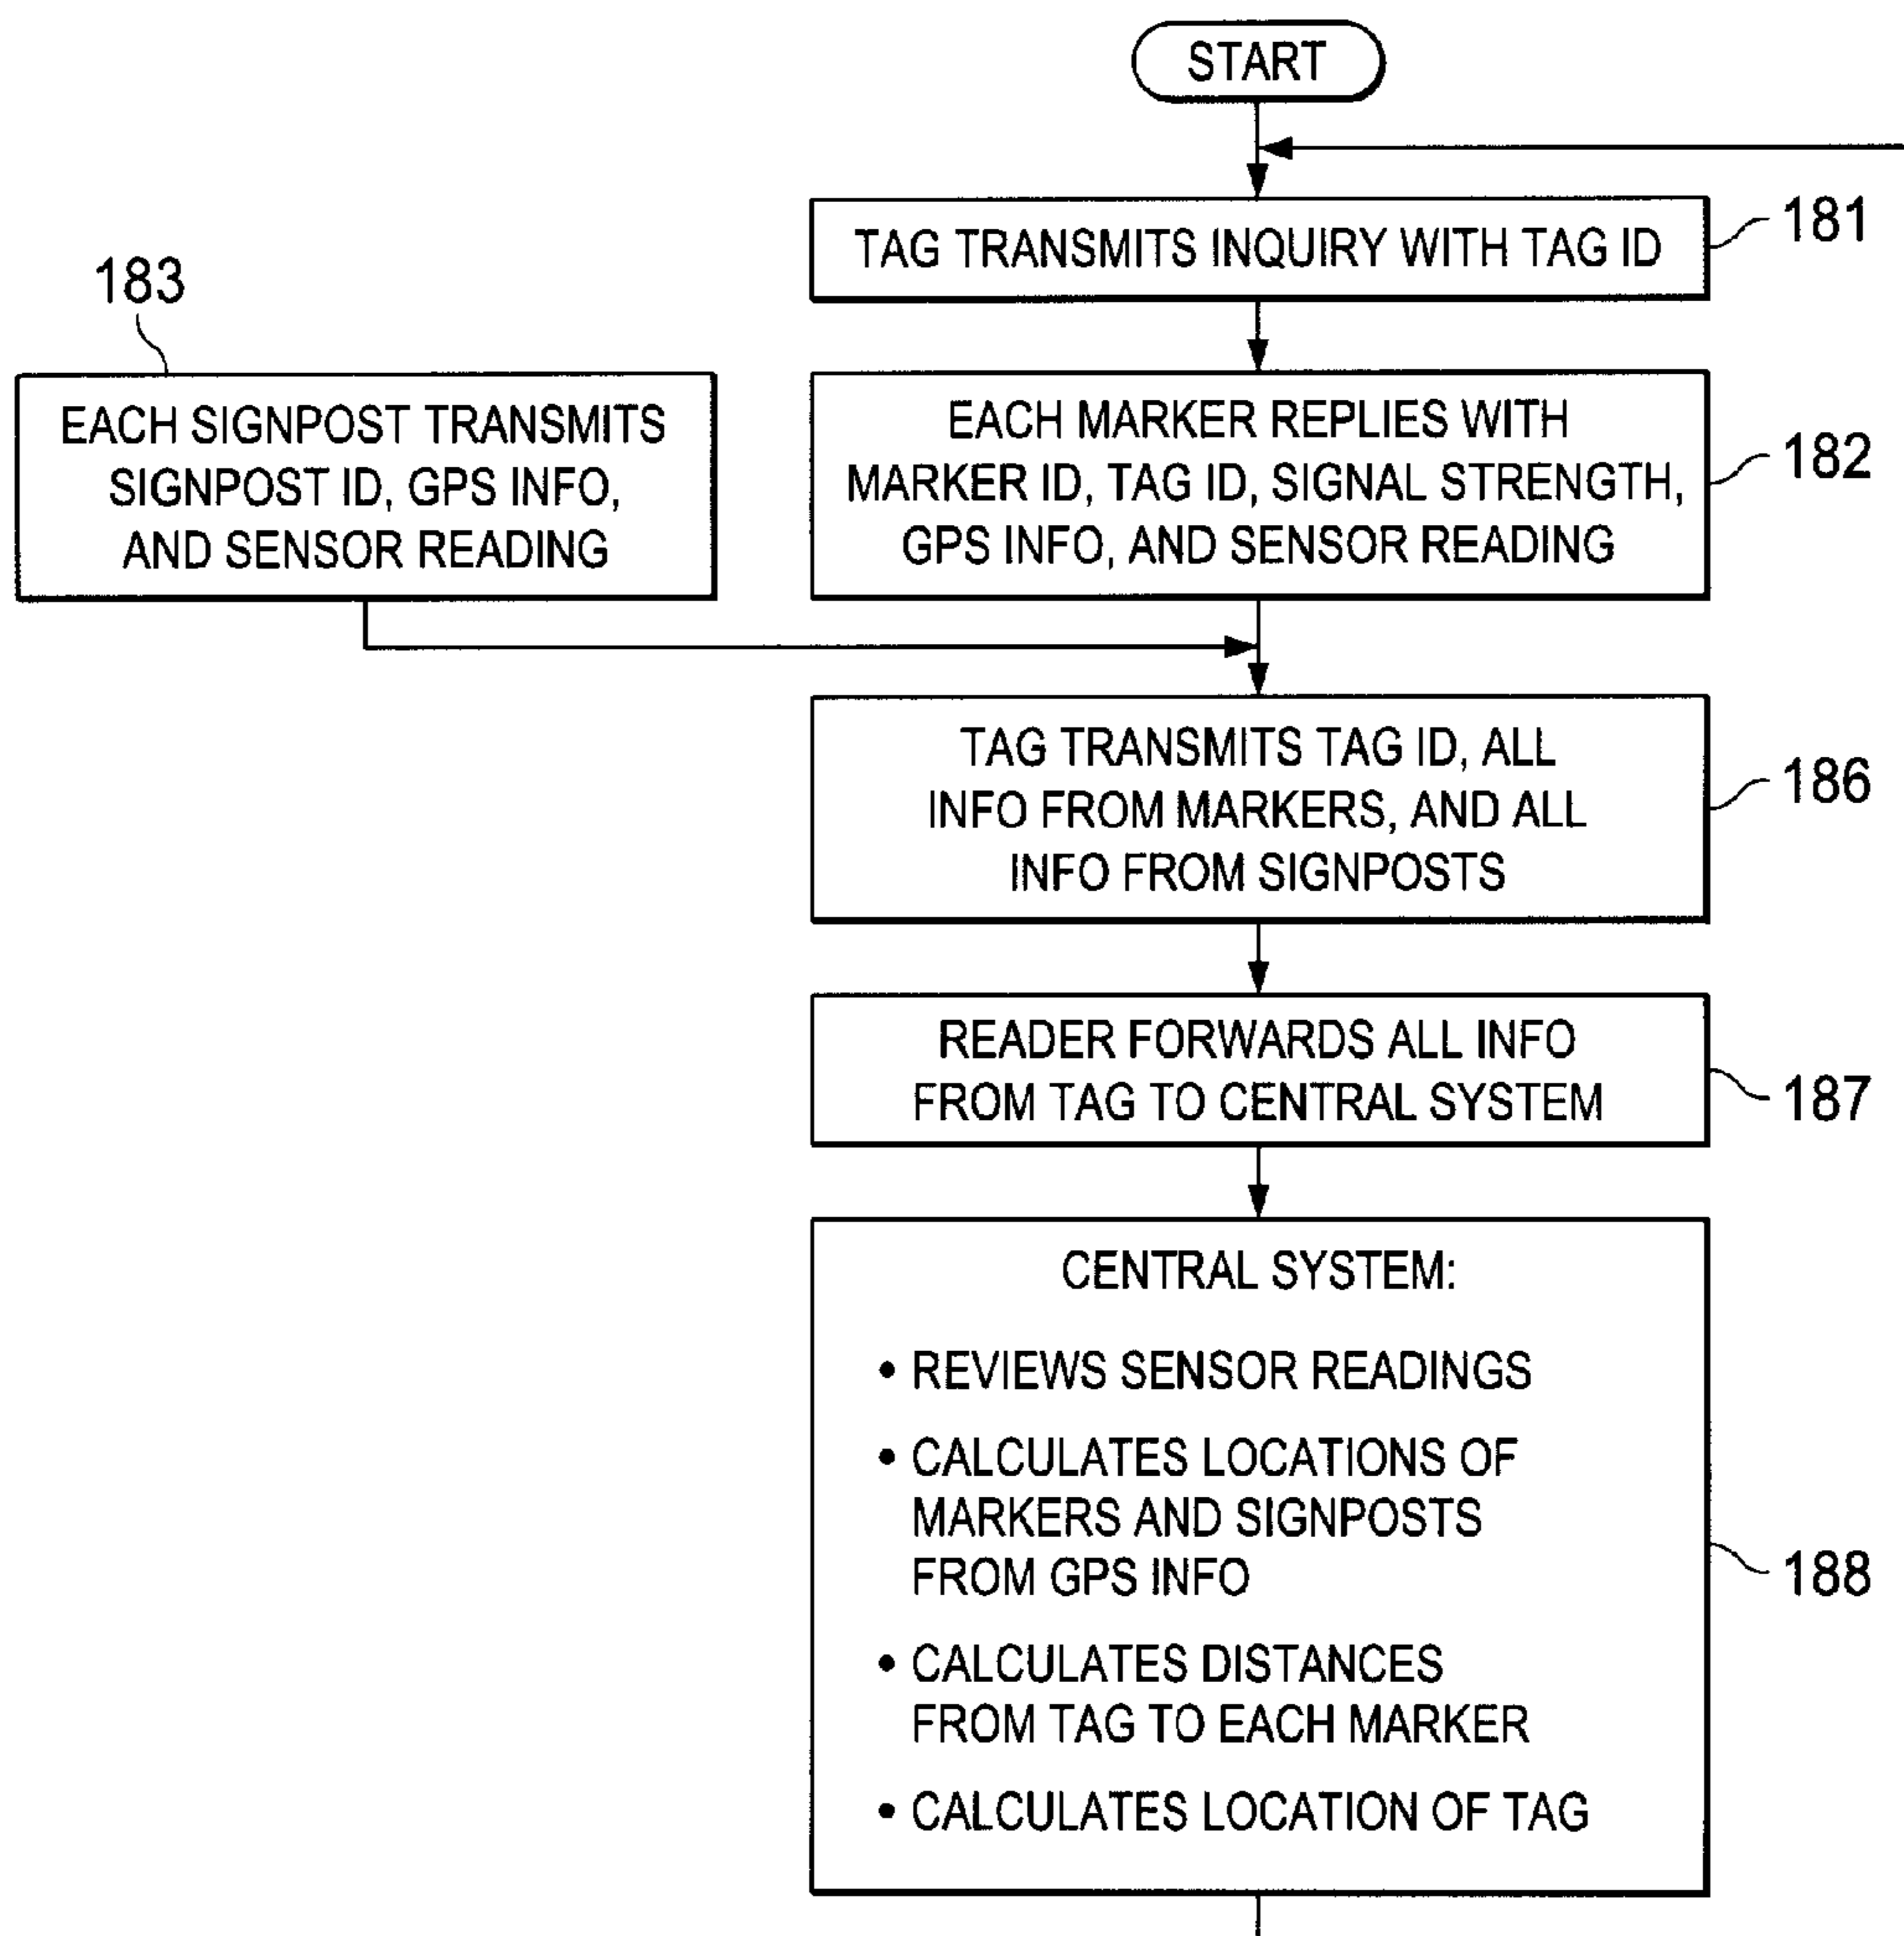 START
TAG TRANSMITS INQUIRY WITH TAG ID
181
183
EACH SIGNPOST TRANSMITS
SIGNPOST ID, GPS INFO,
AND SENSOR READING
EACH MARKER REPLIES WITH
MARKER ID, TAG ID, SIGNAL STRENGTH,
GPS INFO, AND SENSOR READING
182
TAG TRANSMITS TAG ID, ALL
INFO FROM MARKERS, AND ALL
INFO FROM SIGNPOSTS
186
READER FORWARDS ALL INFO
FROM TAG TO CENTRAL SYSTEM
187
CENTRAL SYSTEM:
• REVIEWS SENSOR READINGS
• CALCULATES LOCATIONS OF
MARKERS AND SIGNPOSTS
FROM GPS INFO
• CALCULATES DISTANCES
FROM TAG TO EACH MARKER
• CALCULATES LOCATION OF TAG
188